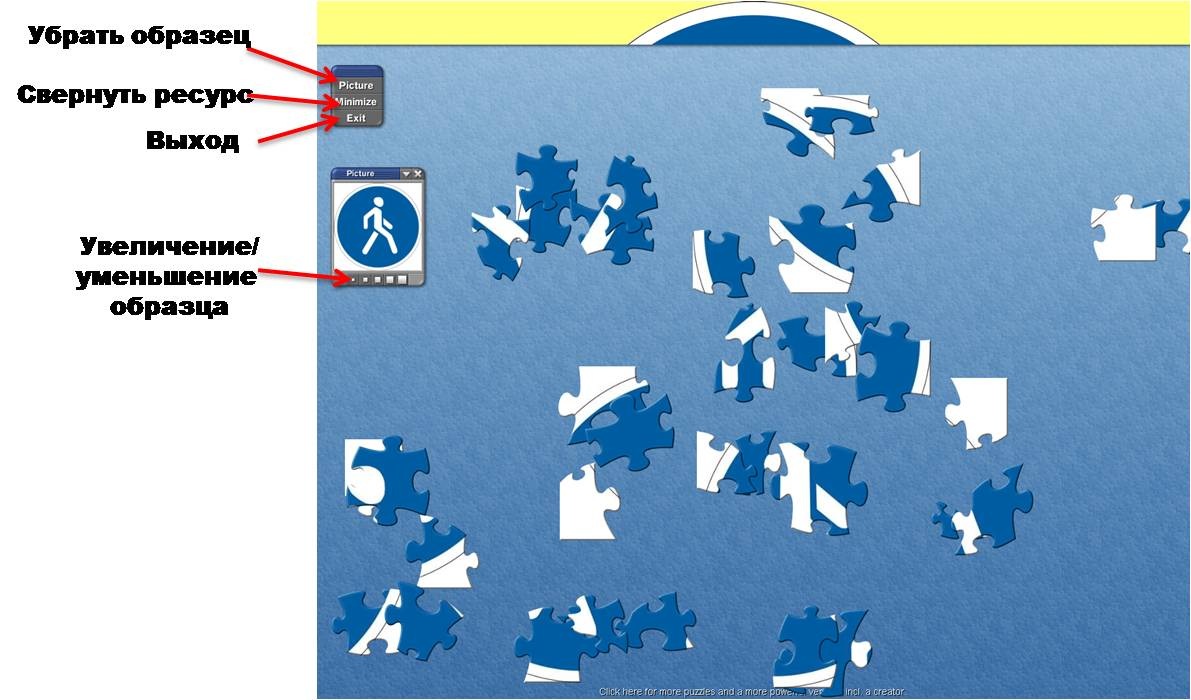 Убрать образец
Свернуть ресурс
Выход
Увеличение/
уменьшение
образца
Picture
Minimize
Exit
Picture
Click here for more puzzles and a more incl. a creator.